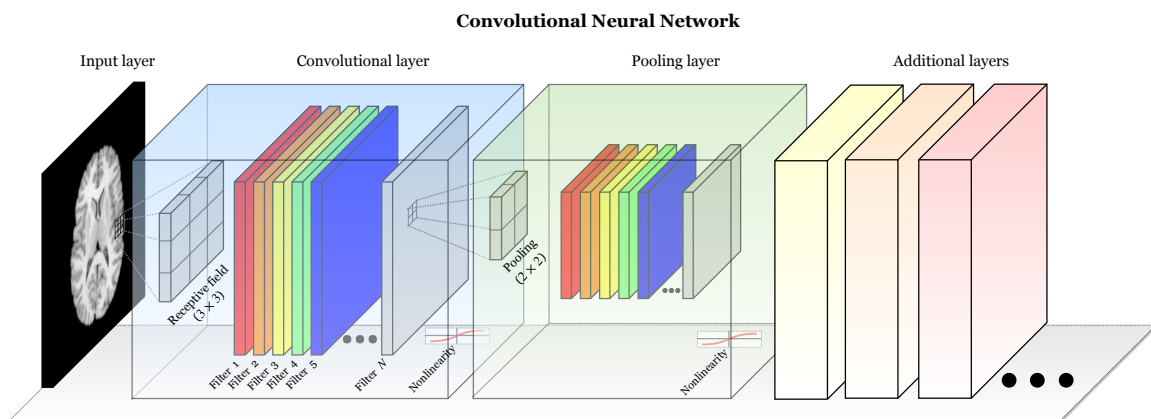 Convolutional Neural Network
Input layer
Convolutional layer
Pooling layer
Additional layers
Receptive field
(3 × 3)
Filter 1
Filter 2
Filter 3
Filter 4
Filter 5
Filter N
Nonlinearity
Pooling
(2 × 2)
Nonlinearity